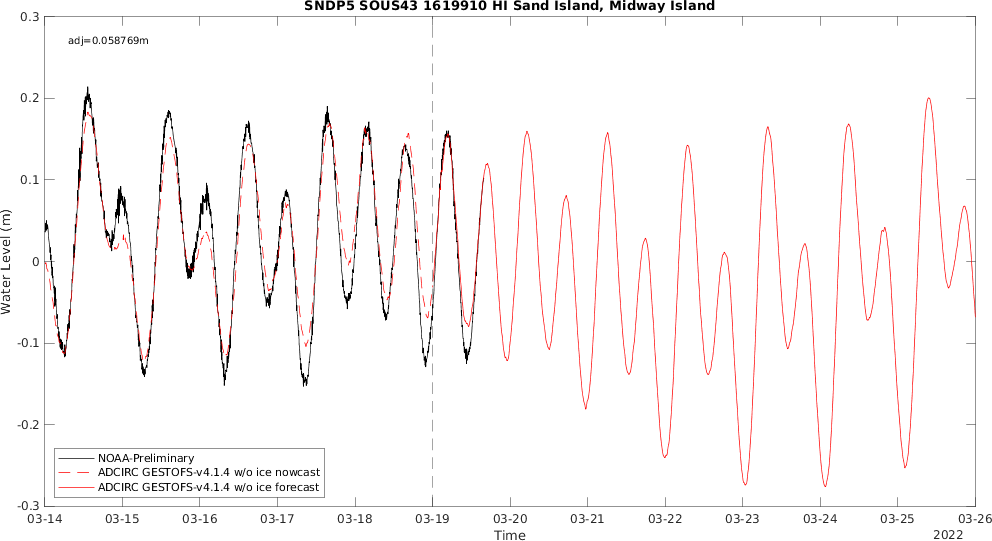 SNDP5 SOUS43 1619910 HI Sand Island, Midway Island
0.3
adj=0.058769m
0.2
0.1
0
-0.1
-0.2
-0.3
Water Level (m)
NOAA-Preliminary
ADCIRC GESTOFS-v4.1.4 w/o ice nowcast
ADCIRC GESTOFS-v4.1.4 w/o ice forecast
03-14 03-15 03-16 03-17 03-18 03-19 03-20 03-21 03-22 03-23 03-24 03-25 03-26
Time
2022